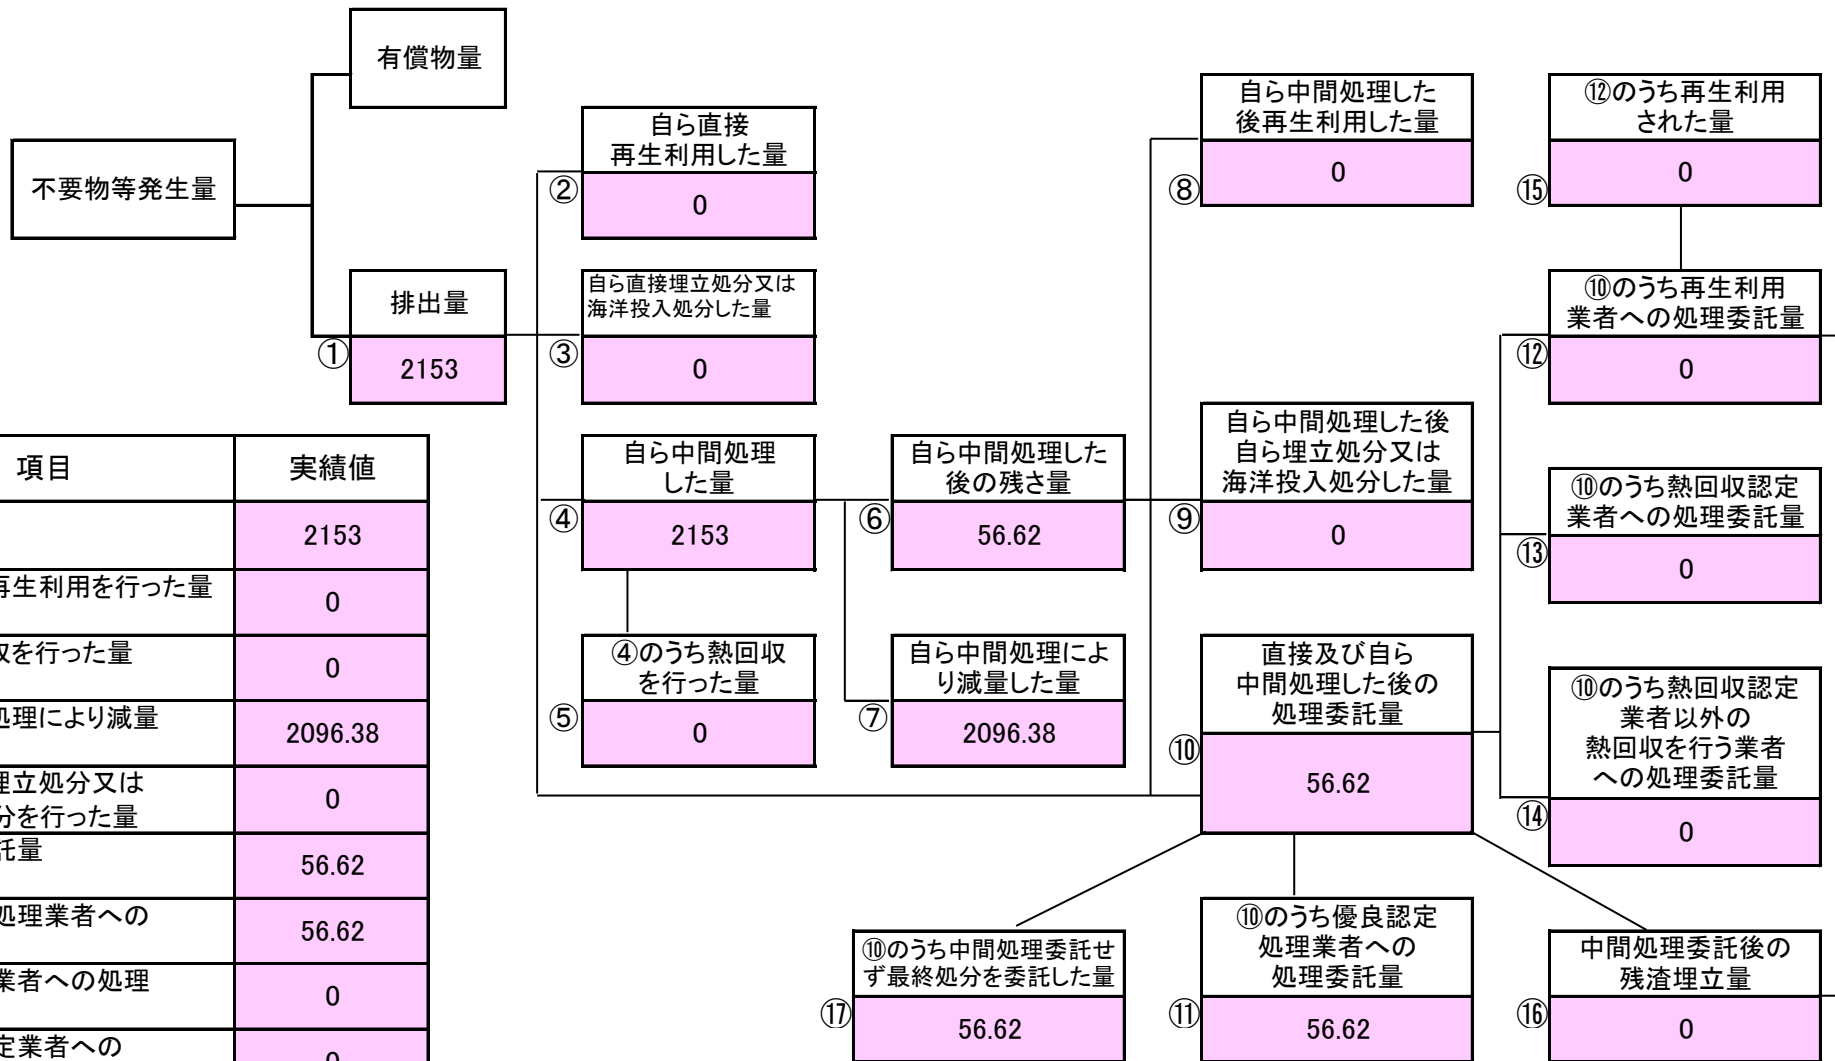 有償物量
不要物等発生量
排出量
①
2153
自ら直接
再生利用した量
②
0
自ら直接埋立処分又は
海洋投入処分した量
③
0
自ら中間処理
した量
④
2153
④のうち熱回収
を行った量
⑤
0
自ら中間処理した
後の残さ量
⑥
56.62
自ら中間処理によ
り減量した量
⑦
2096.38
自ら中間処理した
後再生利用した量
⑧
0
自ら中間処理した後
自ら埋立処分又は
海洋投入処分した量
⑨
0
直接及び自ら
中間処理した後の
処理委託量
⑩
56.62
⑫のうち再生利用
された量
⑮
0
⑩のうち再生利用
業者への処理委託量
⑫
0
⑩のうち熱回収認定
業者への処理委託量
⑬
0
⑩のうち熱回収認定
業者以外の
熱回収を行う業者
への処理委託量
⑭
0
⑩のうち中間処理委託せ
ず最終処分を委託した量
⑰
56.62
⑩のうち優良認定
処理業者への
処理委託量
⑪
56.62
中間処理委託後の
残渣埋立量
⑯
0
項目 実績値
2153
再生利用を行った量 0
を行った量 0
処理により減量 2096.38
埋立処分又は
分を行った量 0
託量 56.62
処理業者への 56.62
業者への処理 0
定業者への 0